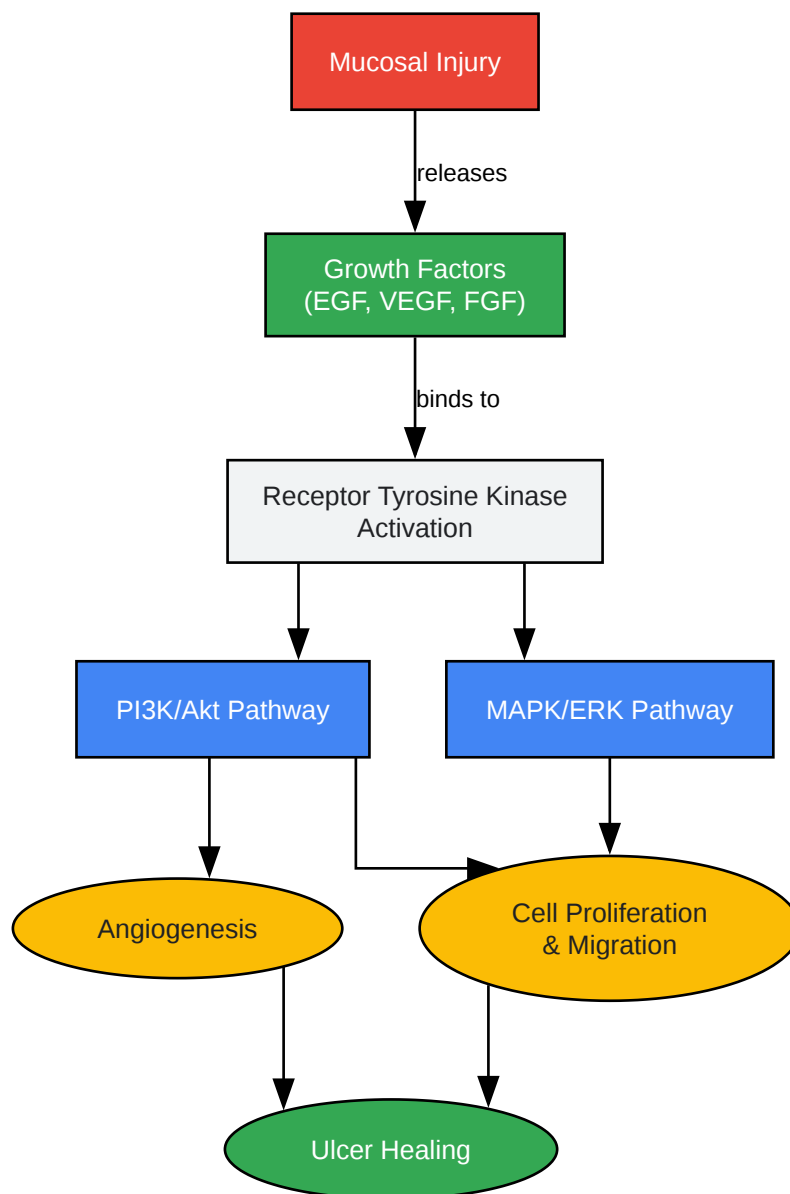 Mucosal Injury
releases
Growth Factors
(EGF, VEGF, FGF)
binds to
Receptor Tyrosine Kinase
Activation
PI3K/Akt Pathway
MAPK/ERK Pathway
Angiogenesis
Cell Proliferation
& Migration
Ulcer Healing